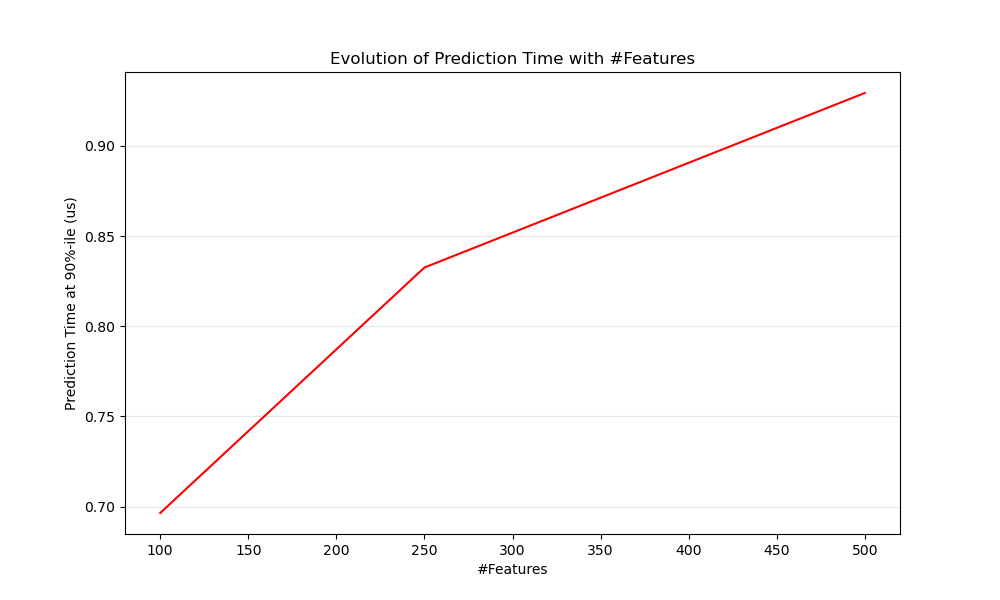 Evolution of Prediction Time with #Features
Prediction Time at 90%-ile (us)
0.90
0.85
0.80
0.75
0.70
100 150 200 250 300 350 400 450 500
#Features